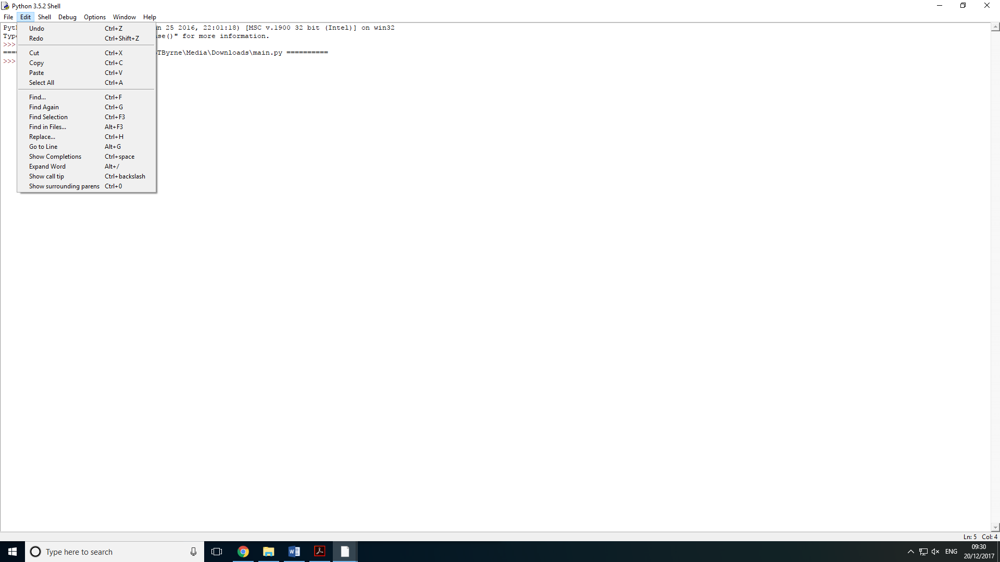 Python 3.5.2 Shell
File Edit Shell Debug Options Window Help
25 2016, 22:01:18) [MSC v.1900 32 bit (Intel)] on win32
()" for more information.
>>>
TByrne\Media\Downloads\main.py ==========
>>>
Undo Ctrl+Z
Redo Ctrl+Shift+Z
Cut Ctrl+X
Copy Ctrl+C
Paste Ctrl+V
Select All Ctrl+A
Find... Ctrl+F
Find Again Ctrl+G
Find Selection Ctrl+F3
Find in Files... Alt+F3
Replace... Ctrl+H
Go to Line Alt+G
Show Completions Ctrl+space
Expand Word Alt+/
Show call tip Ctrl+backslash
Show surrounding parens Ctrl+0
Ln: 5 Col: 4
Type here to search
ENG
09:30
20/12/2017